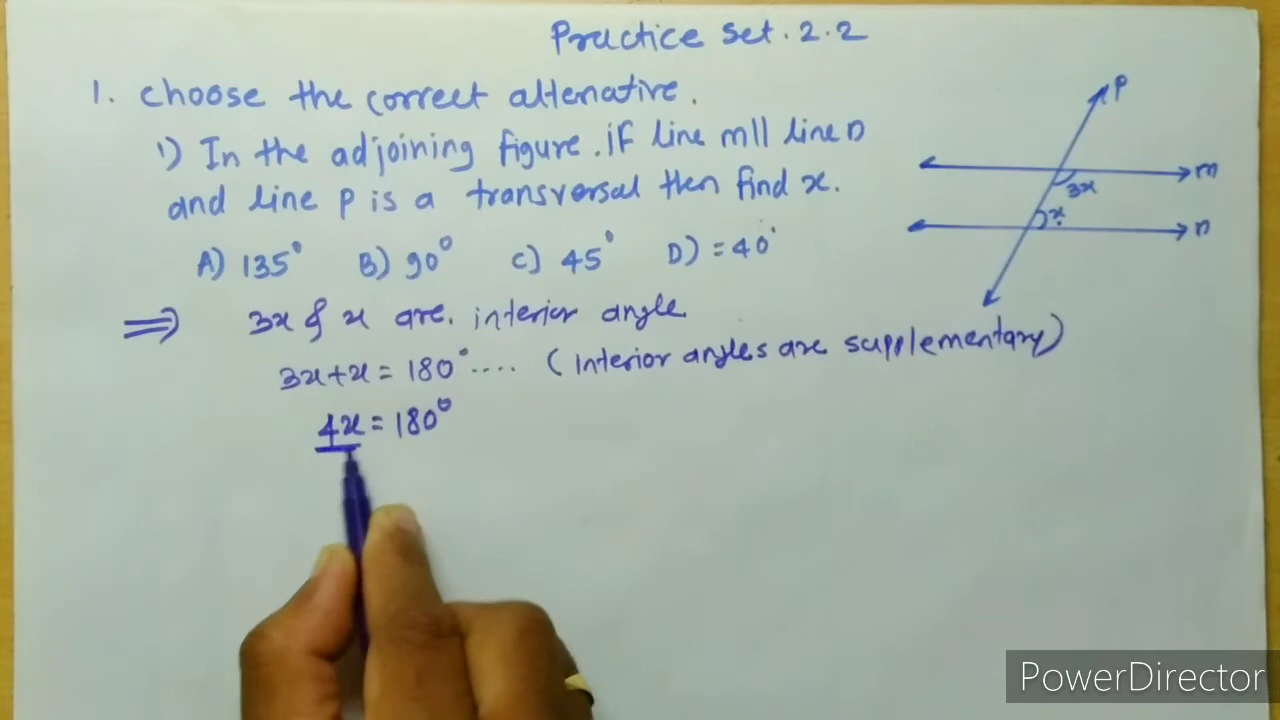 Practice Set. 2.2
1. choose the correct altenative.
1) In the adjoining figure. if line m || line n
and line p is a transversal then find x.
A) 135° B) 90° C) 45° D) = 40°
⇒ 3x & x are. interior angle
3x+x = 180° .... (Interior angles are supplementary)
4x = 180°
p
m
3x
x
n
PowerDirector